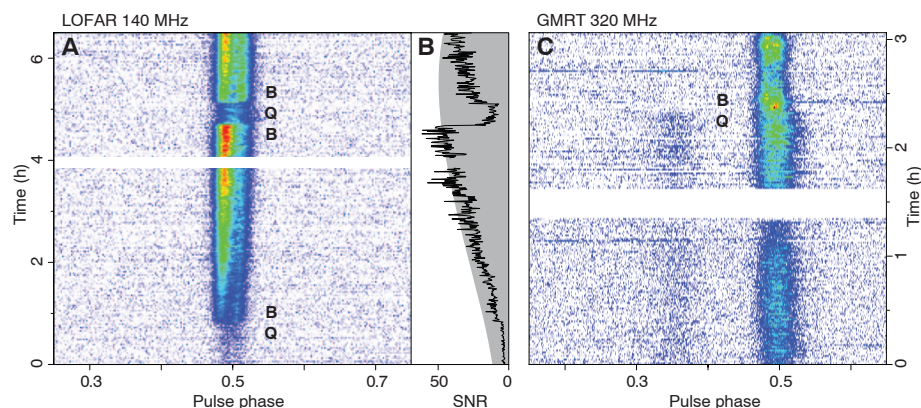 LOFAR 140 MHz
GMRT 320 MHz
A
B
C
6
4
2
0
Time (h)
B
Q
B
B
Q
0.3
0.5
0.7
Pulse phase
50
0
SNR
B
Q
3
2
1
0
Time (h)
0.3
0.5
Pulse phase